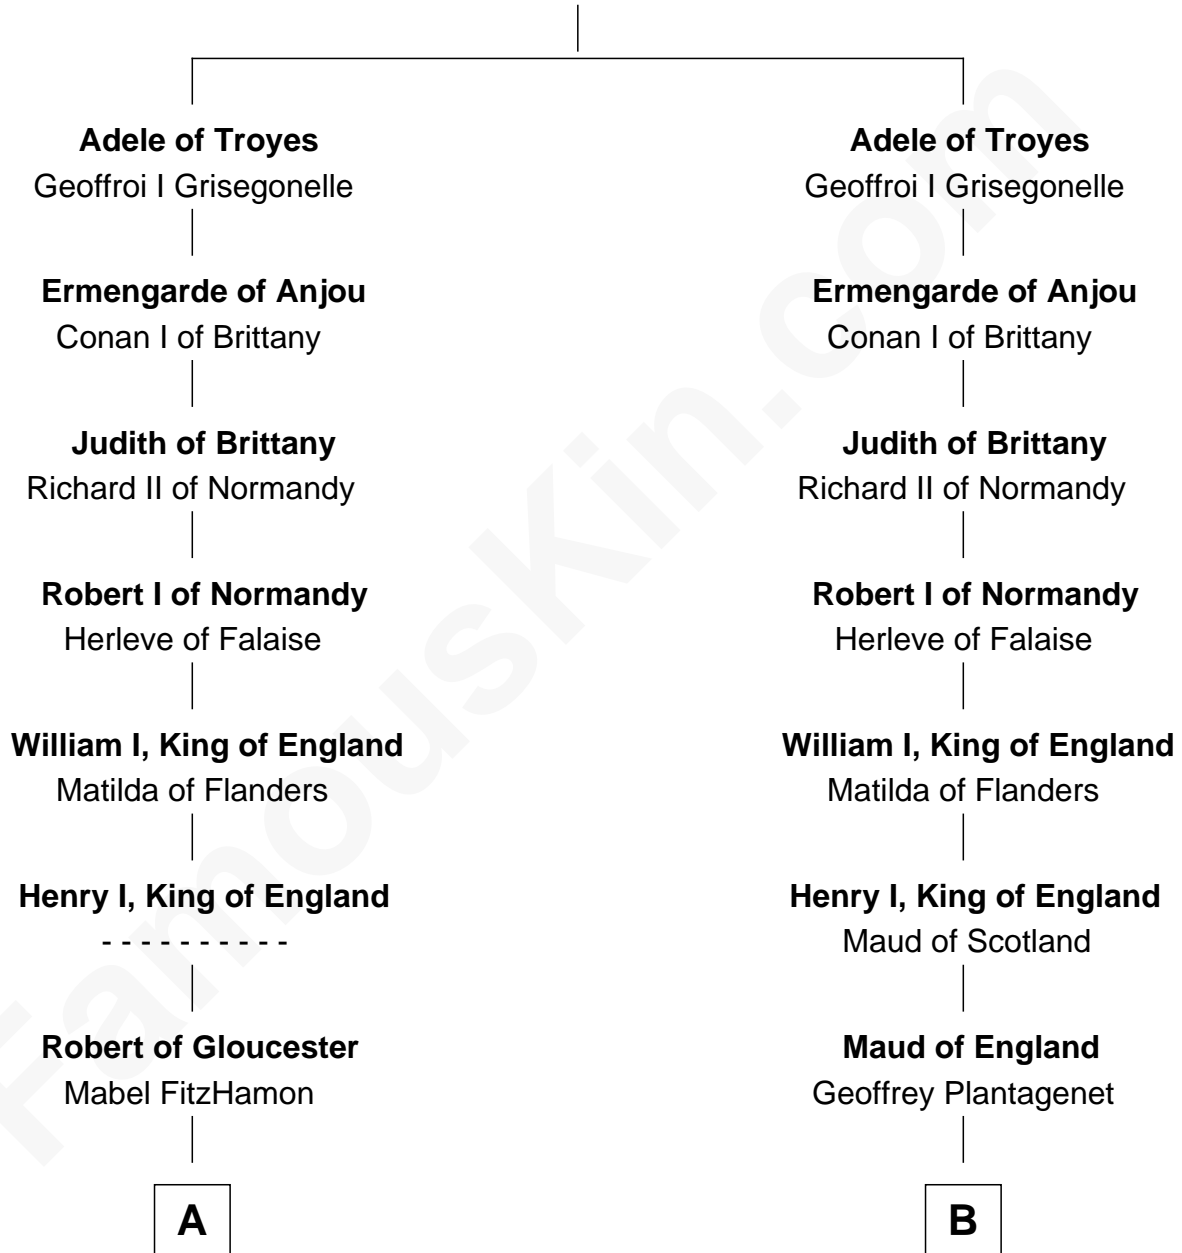 Adele of Troyes
Geoffroi I Grisegonelle
Ermengarde of Anjou
Conan I of Brittany
Judith of Brittany
Richard II of Normandy
Robert I of Normandy
Herleve of Falaise
William I, King of England
Matilda of Flanders
Henry I, King of England
- - - - - - - - - -
Robert of Gloucester
Mabel FitzHamon
A
Adele of Troyes
Geoffroi I Grisegonelle
Ermengarde of Anjou
Conan I of Brittany
Judith of Brittany
Richard II of Normandy
Robert I of Normandy
Herleve of Falaise
William I, King of England
Matilda of Flanders
Henry I, King of England
Maud of Scotland
Maud of England
Geoffrey Plantagenet
B
FamousKin.com